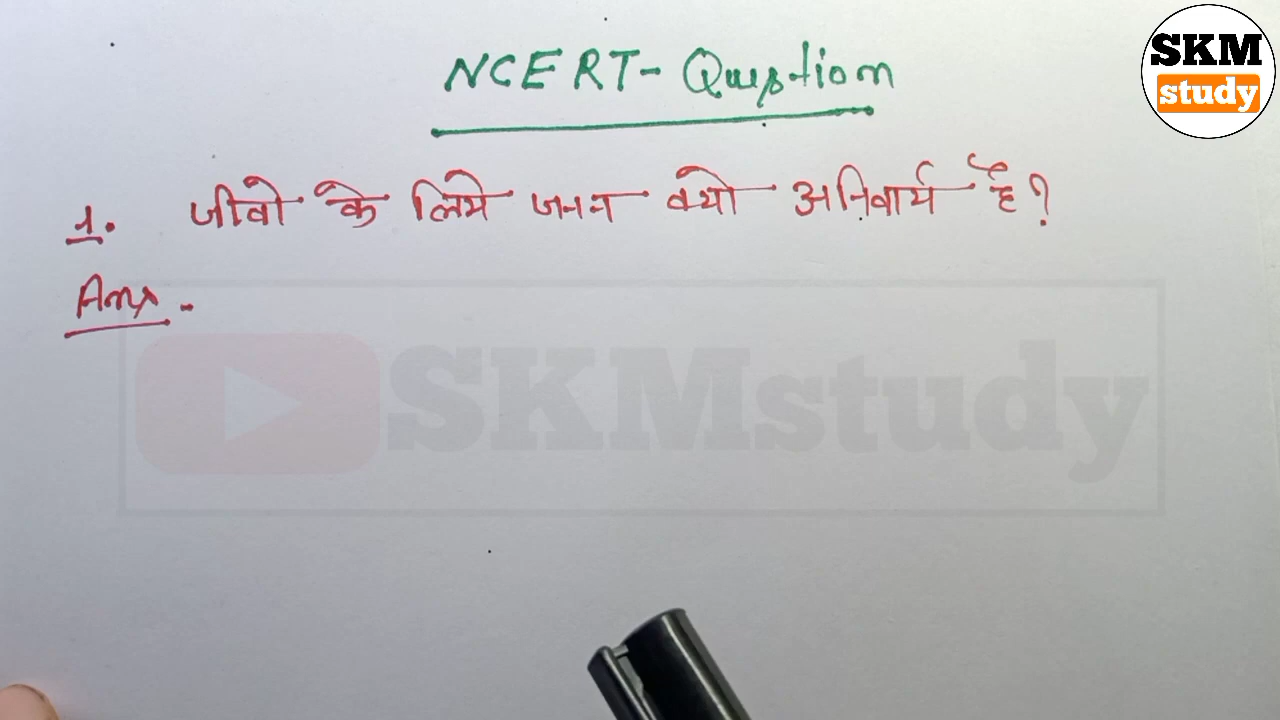 SKM
study
NCERT- Question
1. जीवो के लिये जनन क्यो अनिवार्य है?
Ans -
SKMstudy